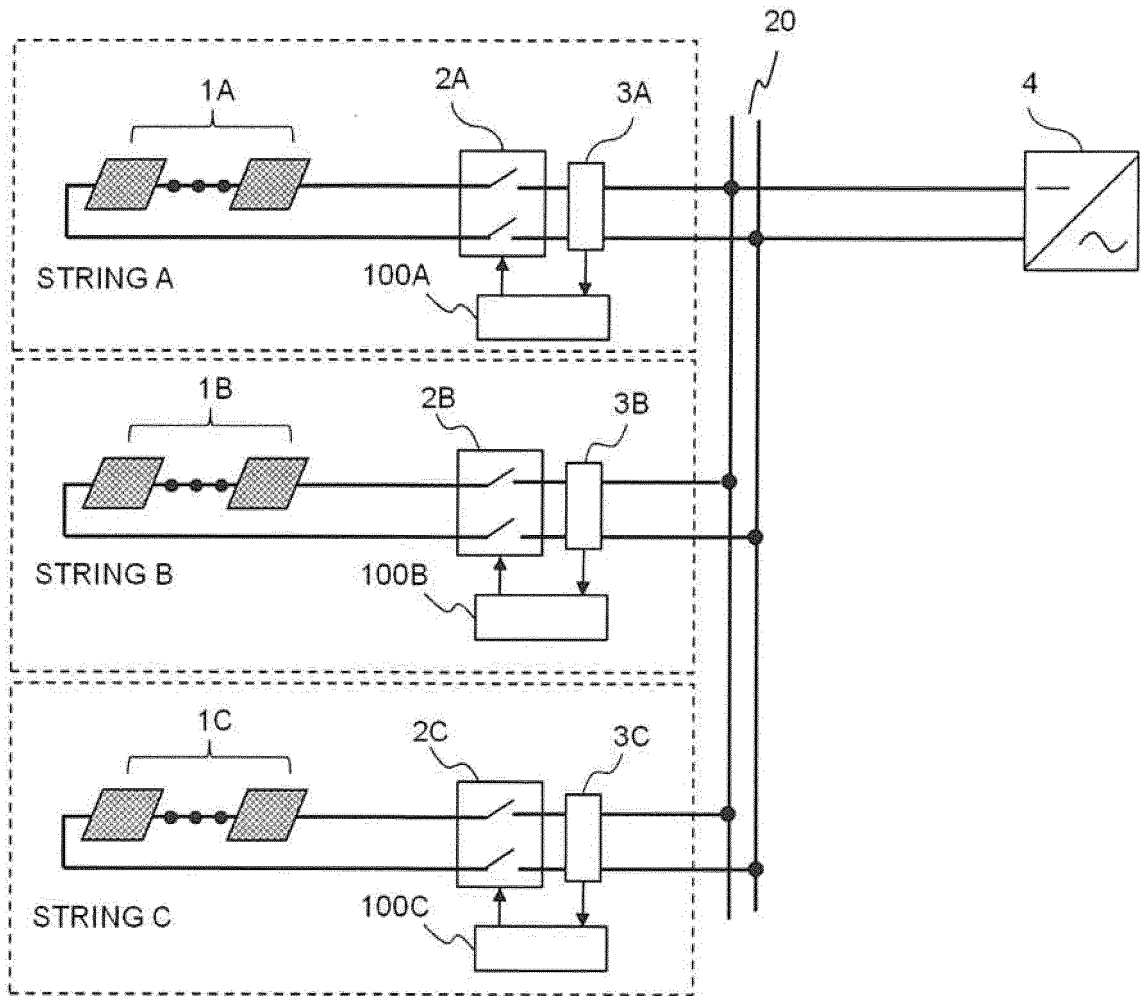 20
2A
4
1A
3A
100A
STRING A
1B
2B
3B
100B
STRING B
1C
2C
3C
100C
STRING C